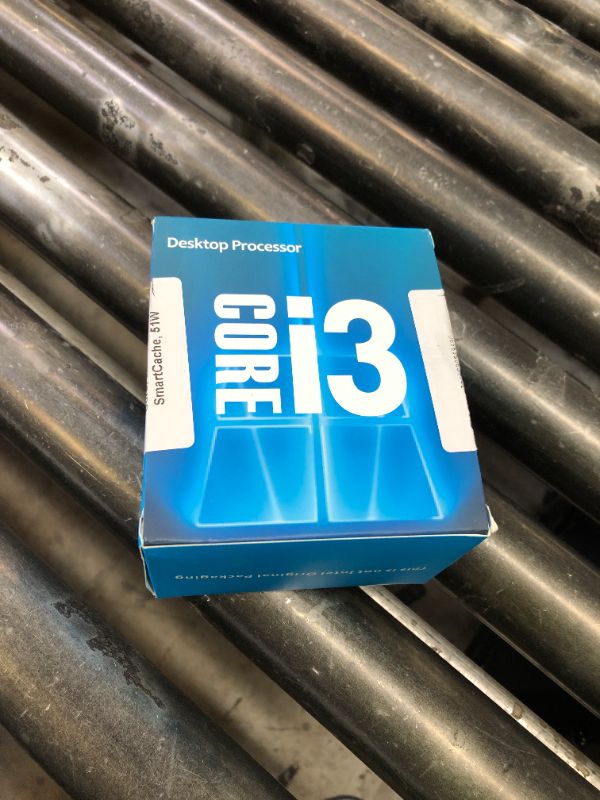 Desktop Processor
CORE i3
SmartCache, 51W
This is not Intel Original Packaging